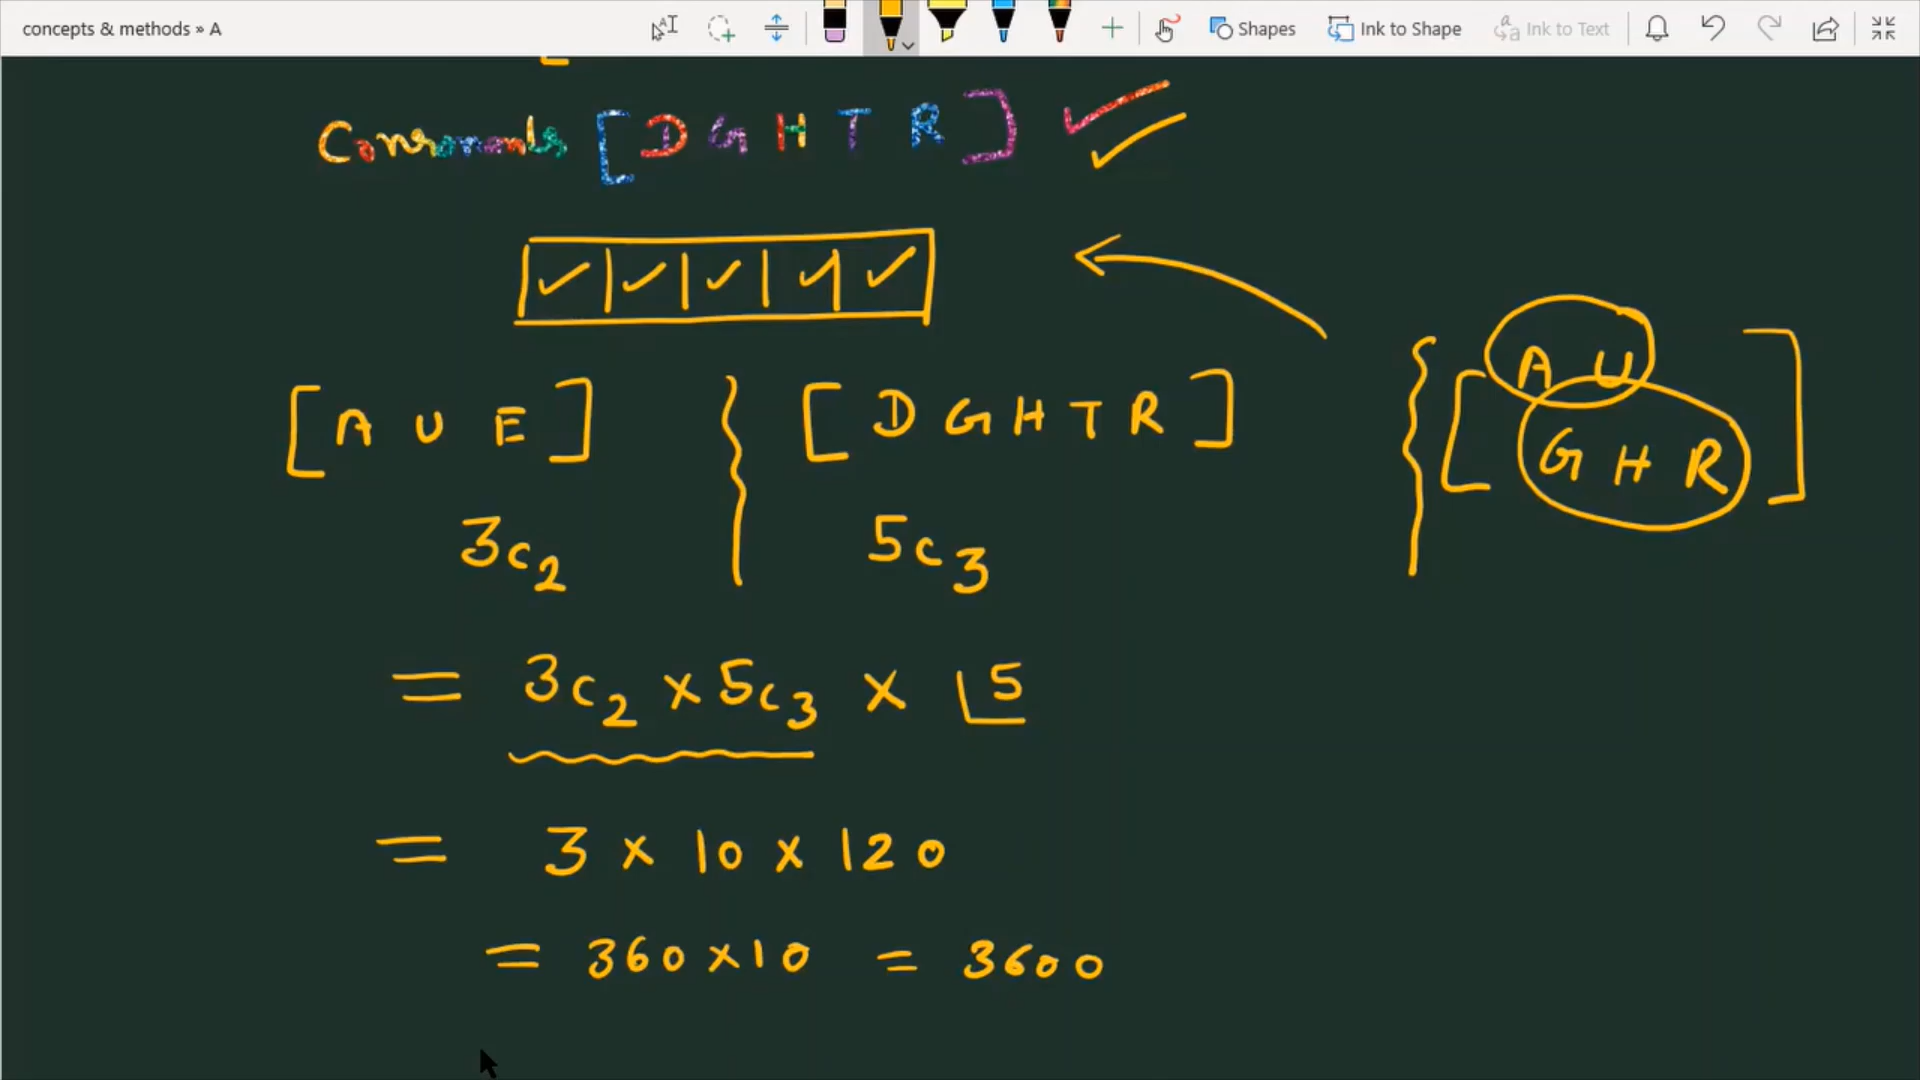 concepts & methods » A
Shapes
Ink to Shape
Ink to Text
Consonants [ D G H T R ]
[ A U E ] [ D G H T R ]
A U
[ G H R ]
3c₂ 5c₃
= 3c₂ × 5c₃ × ⌊5
= 3 × 10 × 120
= 360 × 10 = 3600